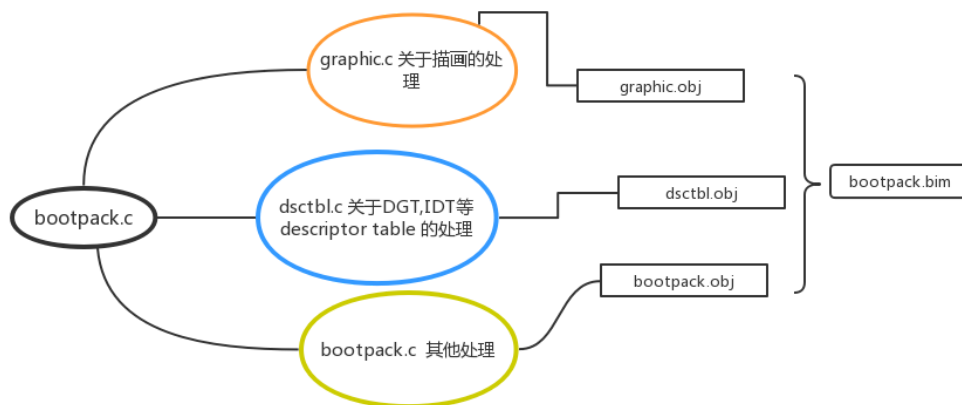 graphic.c 关于描画的处
理
graphic.obj
bootpack.c
dsctbl.c 关于DGT,IDT等
descriptor table 的处理
dsctbl.obj
bootpack.bim
bootpack.c 其他处理
bootpack.obj